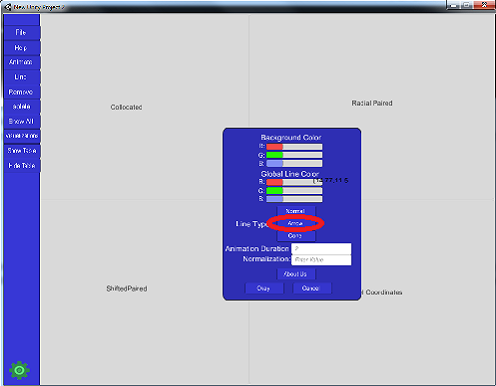 New Unity Project
File
Help
Animate
Line
Remove
Isolate
Show All
Visualizations
Show Table
Hide Table
Collocated
Radial Paired
Background Color
R:
G:
B:
Global Line Color
R:
G:
B:
Normal
Line Type
Arrow
Cone
Animation Duration
Normalization:
Enter Value
About Us
Okay
Cancel
ShiftedPaired
Coordinates